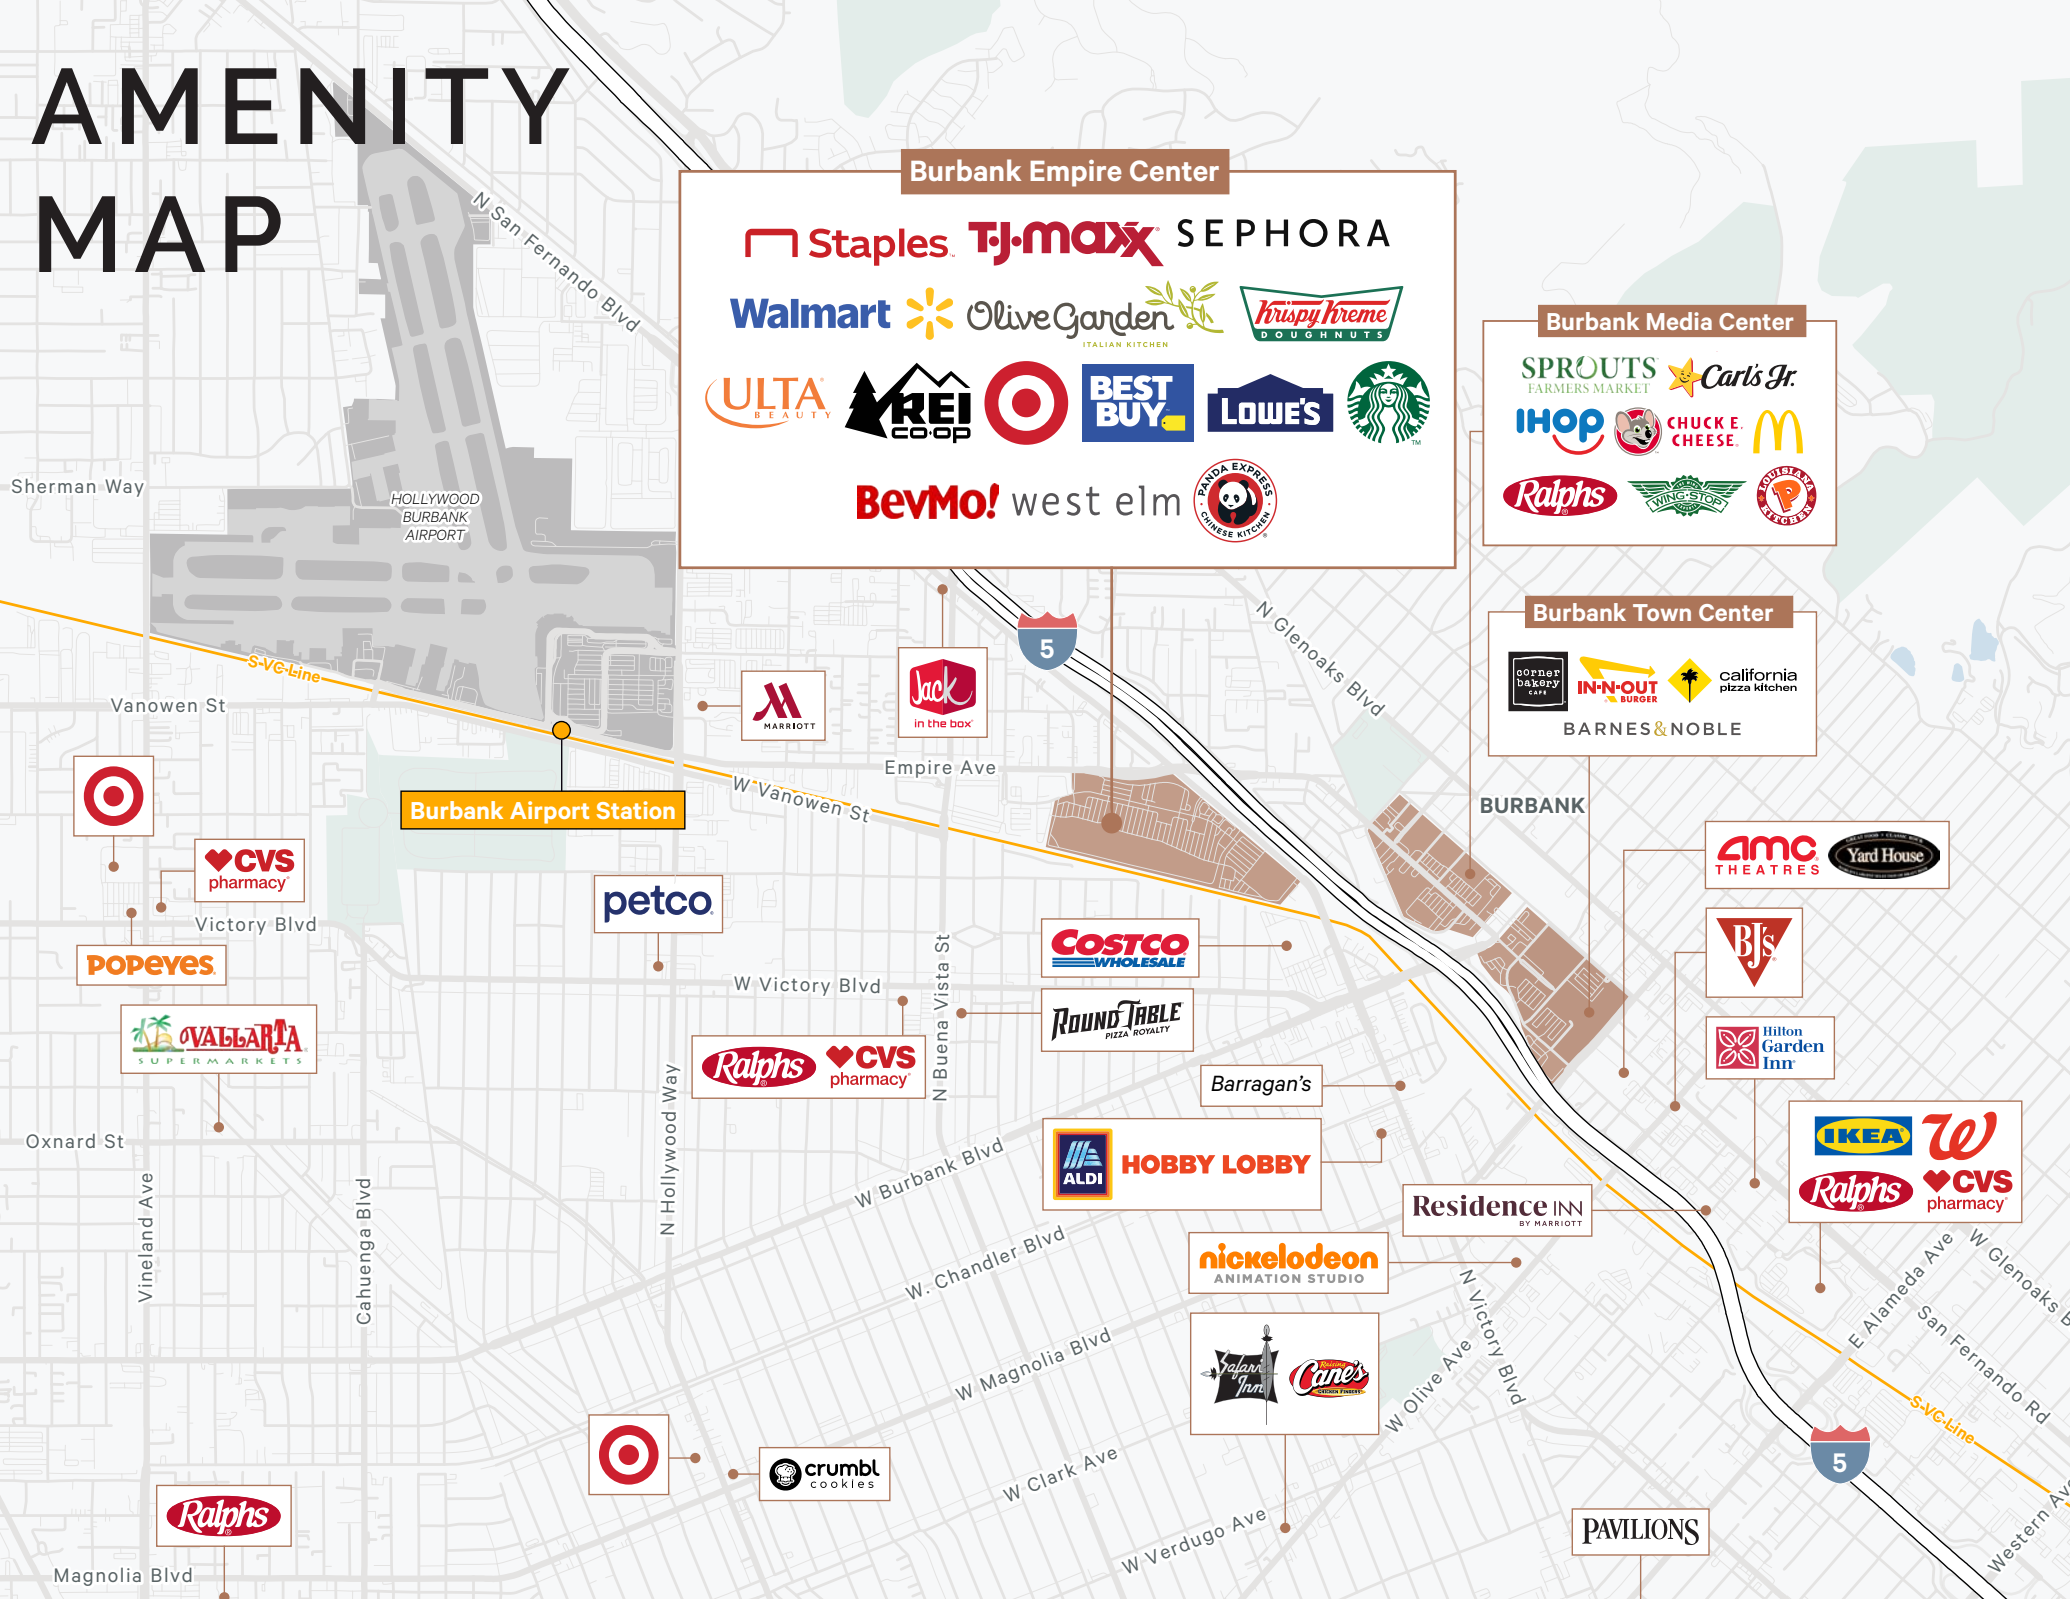 AMENITY
MAP
Burbank Empire Center
Staples
T·J·maxx SEPHORA
Walmart Olive Garden
ITALIAN KITCHEN
Krispy Kreme
DOUGHNUTS
ULTA
BEAUTY
REI
co·op
BEST
BUY
LOWE'S
BevMo! west elm
PANDA EXPRESS
CHINESE KITCHEN
Burbank Media Center
SPROUTS
FARMERS MARKET
Carl's Jr.
IHOP
CHUCK E.
CHEESE
Ralphs
WING·STOP
LOUISIANA
KITCHEN
Burbank Town Center
corner
bakery
CAFE
IN-N-OUT
BURGER
california
pizza kitchen
BARNES&NOBLE
N San Fernando Blvd
Sherman Way
HOLLYWOOD
BURBANK
AIRPORT
S-VC Line
Vanowen St
Burbank Airport Station
MARRIOTT
Jack
in the box
5
N Glenoaks Blvd
Empire Ave
W Vanowen St
BURBANK
CVS
pharmacy
Victory Blvd
POPEYES
petco
VALLARTA
SUPERMARKETS
COSTCO
WHOLESALE
W Victory Blvd
N Buena Vista St
ROUND TABLE
PIZZA ROYALTY
Ralphs
CVS
pharmacy
AMC
THEATRES
Yard House
BJ's
Hilton
Garden
Inn
Barragan's
ALDI
HOBBY LOBBY
IKEA
W
Ralphs
CVS
pharmacy
Residence INN
BY MARRIOTT
Oxnard St
Vineland Ave
Cahuenga Blvd
N Hollywood Way
W Burbank Blvd
W. Chandler Blvd
nickelodeon
ANIMATION STUDIO
N Victory Blvd
W Glenoaks B
E Alameda Ave
San Fernando Rd
W Magnolia Blvd
Safari
Inn
Raising
Cane's
CHICKEN FINGERS
W Olive Ave
S-VC Line
5
crumbl
cookies
W Clark Ave
W Verdugo Ave
Ralphs
Magnolia Blvd
PAVILIONS
Western Av